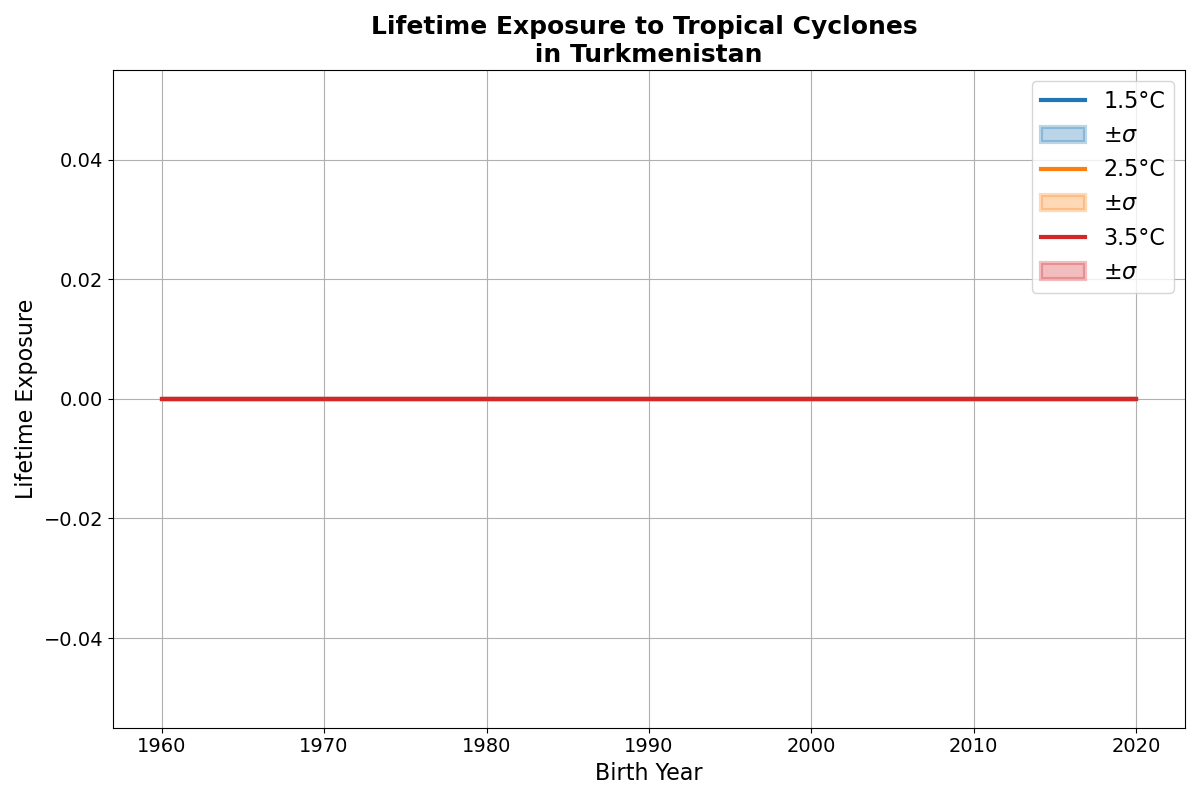 Lifetime Exposure to Tropical Cyclones
in Turkmenistan
1.5°C
±σ
2.5°C
±σ
3.5°C
±σ
Lifetime Exposure
0.04
0.02
0.00
−0.02
−0.04
1960 1970 1980 1990 2000 2010 2020
Birth Year